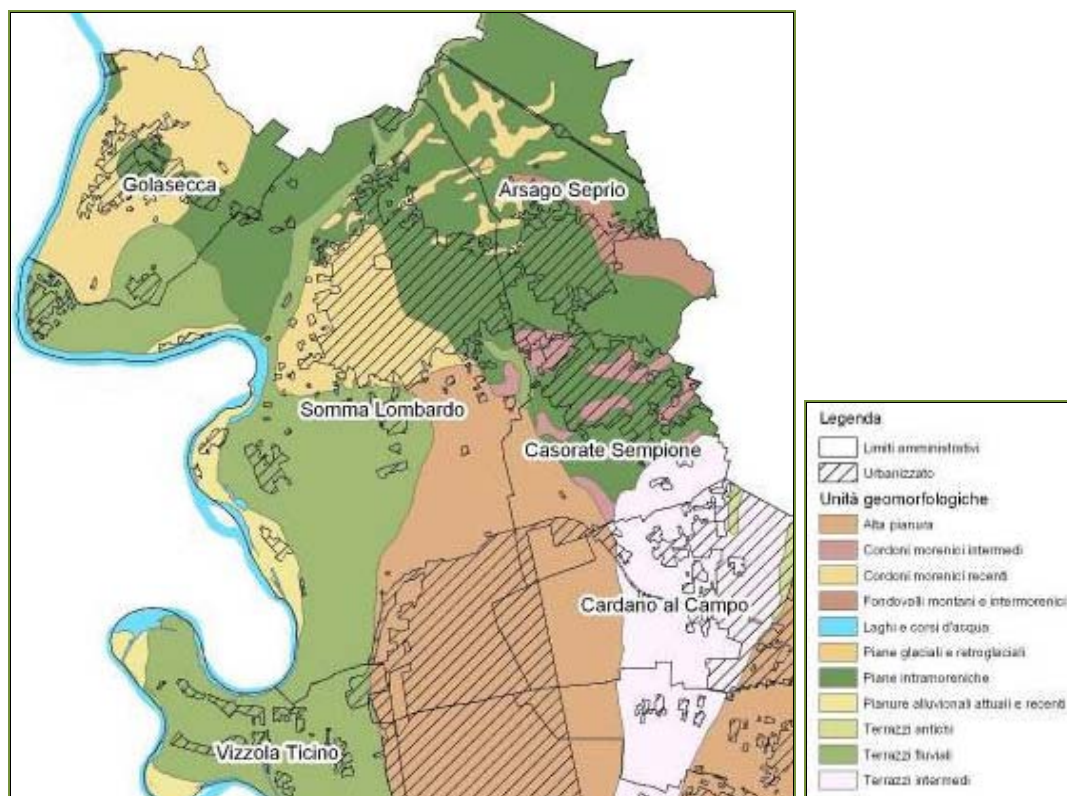 Golasecca
Arsago Seprio
Somma Lombardo
Casorate Sempione
Cardano al Campo
Vizzola Ticino
Legenda
Limiti amministrativi
Urbanizzato
Unità geomorfologiche
Alta pianura
Cordoni morenici intermedi
Cordoni morenici recenti
Fondovalli montani e intermorenici
Laghi e corsi d'acqua
Piane glaciali e retroglaciali
Piane intramoreniche
Pianure alluvionali attuali e recenti
Terrazzi antichi
Terrazzi fluviali
Terrazzi intermedi